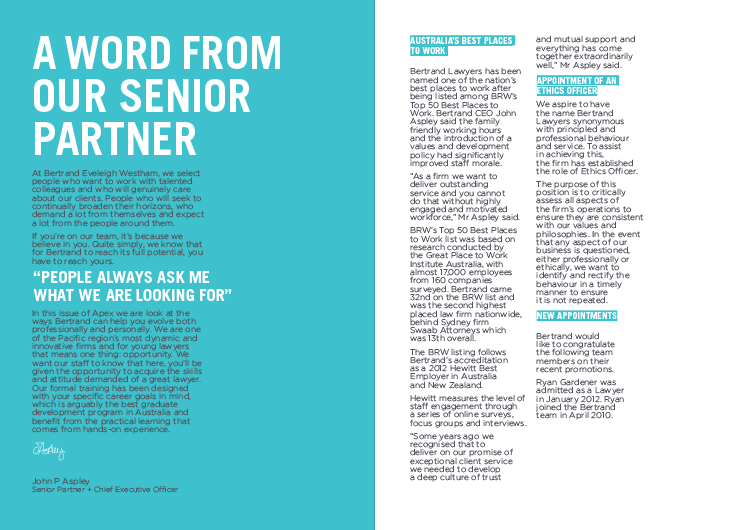 A WORD FROM
OUR SENIOR
PARTNER
At Bertrand Eveleigh Westham, we select
people who want to work with talented
colleagues and who will genuinely care
about our clients. People who will seek to
continually broaden their horizons, who
demand a lot from themselves and expect
a lot from the people around them.
If you're on our team, it's because we
believe in you. Quite simply, we know that
for Bertrand to reach its full potential, you
have to reach yours.
“PEOPLE ALWAYS ASK ME
WHAT WE ARE LOOKING FOR”
In this issue of Apex we are look at the
ways Bertrand can help you evolve both
professionally and personally. We are one
of the Pacific region's most dynamic and
innovative firms and for young lawyers
that means one thing: opportunity. We
want our staff to know that here, you'll be
given the opportunity to acquire the skills
and attitude demanded of a great lawyer.
Our formal training has been designed
with your specific career goals in mind,
which is arguably the best graduate
development program in Australia and
benefit from the practical learning that
comes from hands-on experience.
JAspley
John P Aspley
Senior Partner + Chief Executive Officer
AUSTRALIA'S BEST PLACES
TO WORK
Bertrand Lawyers has been
named one of the nation's
best places to work after
being listed among BRW's
Top 50 Best Places to
Work. Bertrand CEO John
Aspley said the family
friendly working hours
and the introduction of a
values and development
policy had significantly
improved staff morale.
“As a firm we want to
deliver outstanding
service and you cannot
do that without highly
engaged and motivated
workforce,” Mr Aspley said.
BRW's Top 50 Best Places
to Work list was based on
research conducted by
the Great Place to Work
Institute Australia, with
almost 17,000 employees
from 160 companies
surveyed. Bertrand came
32nd on the BRW list and
was the second highest
placed law firm nationwide,
behind Sydney firm
Swaab Attorneys which
was 13th overall.
The BRW listing follows
Bertrand's accreditation
as a 2012 Hewitt Best
Employer in Australia
and New Zealand.
Hewitt measures the level of
staff engagement through
a series of online surveys,
focus groups and interviews.
“Some years ago we
recognised that to
deliver on our promise of
exceptional client service
we needed to develop
a deep culture of trust
and mutual support and
everything has come
together extraordinarily
well,” Mr Aspley said.
APPOINTMENT OF AN
ETHICS OFFICER
We aspire to have
the name Bertrand
Lawyers synonymous
with principled and
professional behaviour
and service. To assist
in achieving this,
the firm has established
the role of Ethics Officer.
The purpose of this
position is to critically
assess all aspects of
the firm's operations to
ensure they are consistent
with our values and
philosophies. In the event
that any aspect of our
business is questioned,
either professionally or
ethically, we want to
identify and rectify the
behaviour in a timely
manner to ensure
it is not repeated.
NEW APPOINTMENTS
Bertrand would
like to congratulate
the following team
members on their
recent promotions.
Ryan Gardener was
admitted as a Lawyer
in January 2012. Ryan
joined the Bertrand
team in April 2010.